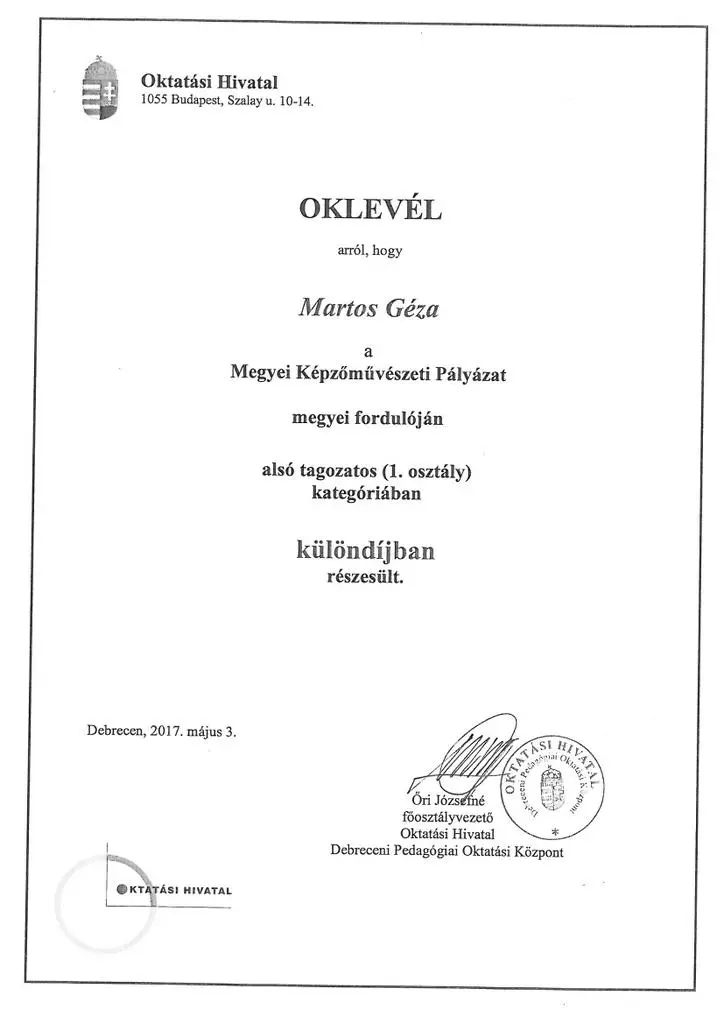 Oktatási Hivatal
1055 Budapest, Szalay u. 10-14.
OKLEVÉL
arról, hogy
Martos Géza
a
Megyei Képzőművészeti Pályázat
megyei fordulóján
alsó tagozatos (1. osztály)
kategóriában
különdíjban
részesült.
Debrecen, 2017. május 3.
OKTATÁSI HIVATAL
Debreceni Pedagógiai Oktatási Központ
*
Őri Józsefné
főosztályvezető
Oktatási Hivatal
Debreceni Pedagógiai Oktatási Központ
OKTATÁSI HIVATAL